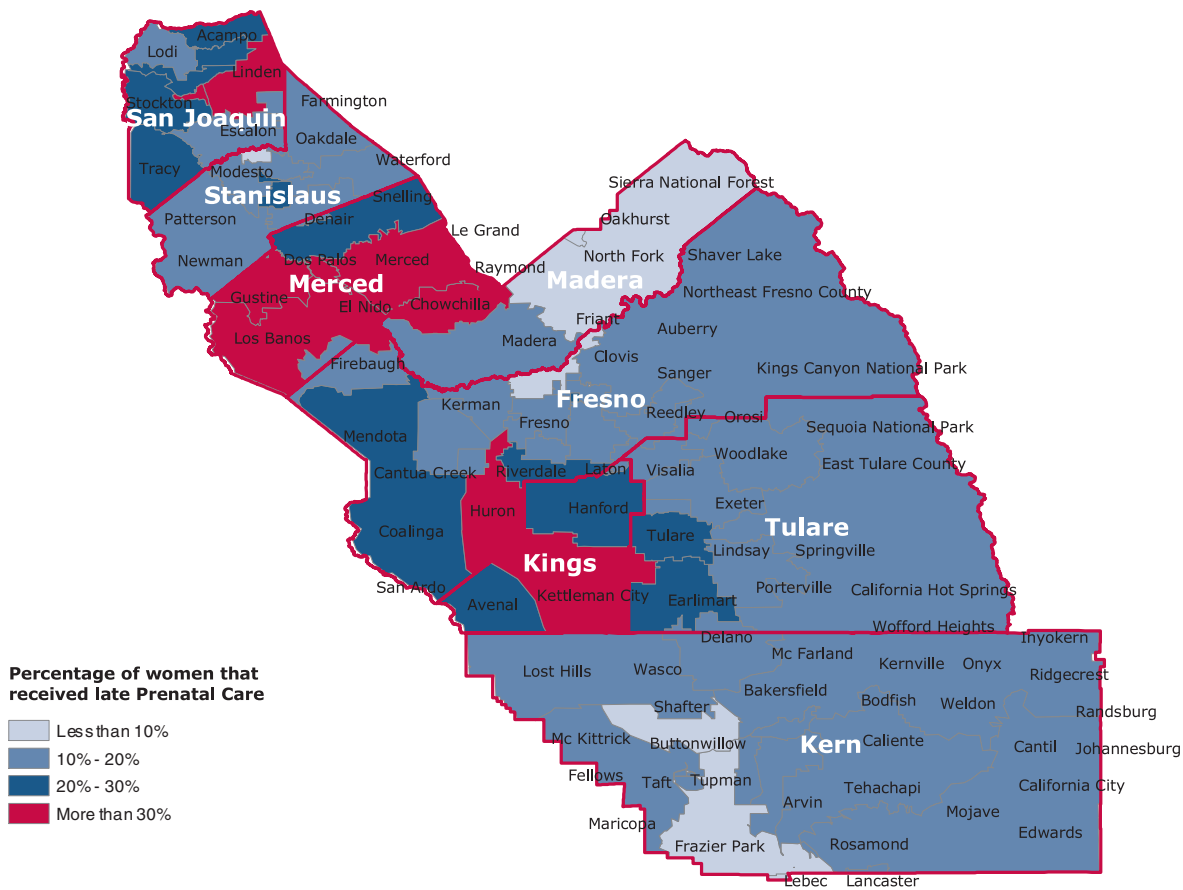 Acampo
Lodi
Linden
Stockton
Farmington
San Joaquin
Escalon
Oakdale
Waterford
Tracy
Modesto
Sierra National Forest
Stanislaus
Snelling
Patterson
Denair
Oakhurst
Le Grand
Newman
Dos Palos
Merced
North Fork
Shaver Lake
Raymond
Merced
Madera
Gustine
El Nido
Chowchilla
Northeast Fresno County
Friant
Auberry
Los Banos
Madera
Clovis
Firebaugh
Sanger
Kings Canyon National Park
Fresno
Kerman
Reedley
Orosi
Fresno
Sequoia National Park
Mendota
Woodlake
East Tulare County
Cantua Creek
Riverdale
Laton
Visalia
Huron
Hanford
Exeter
Tulare
Coalinga
Tulare
Lindsay
Springville
Kings
San Ardo
Kettleman City
Porterville
California Hot Springs
Avenal
Earlimart
Wofford Heights
Delano
Inyokern
Mc Farland
Kernville
Onyx
Lost Hills
Wasco
Ridgecrest
Percentage of women that
received late Prenatal Care
Less than 10%
10% - 20%
20% - 30%
More than 30%
Bakersfield
Bodfish
Weldon
Shafter
Randsburg
Mc Kittrick
Buttonwillow
Kern
Caliente
Cantil
Johannesburg
Fellows
Taft
Tupman
Tehachapi
California City
Arvin
Mojave
Maricopa
Edwards
Frazier Park
Rosamond
Lebec
Lancaster